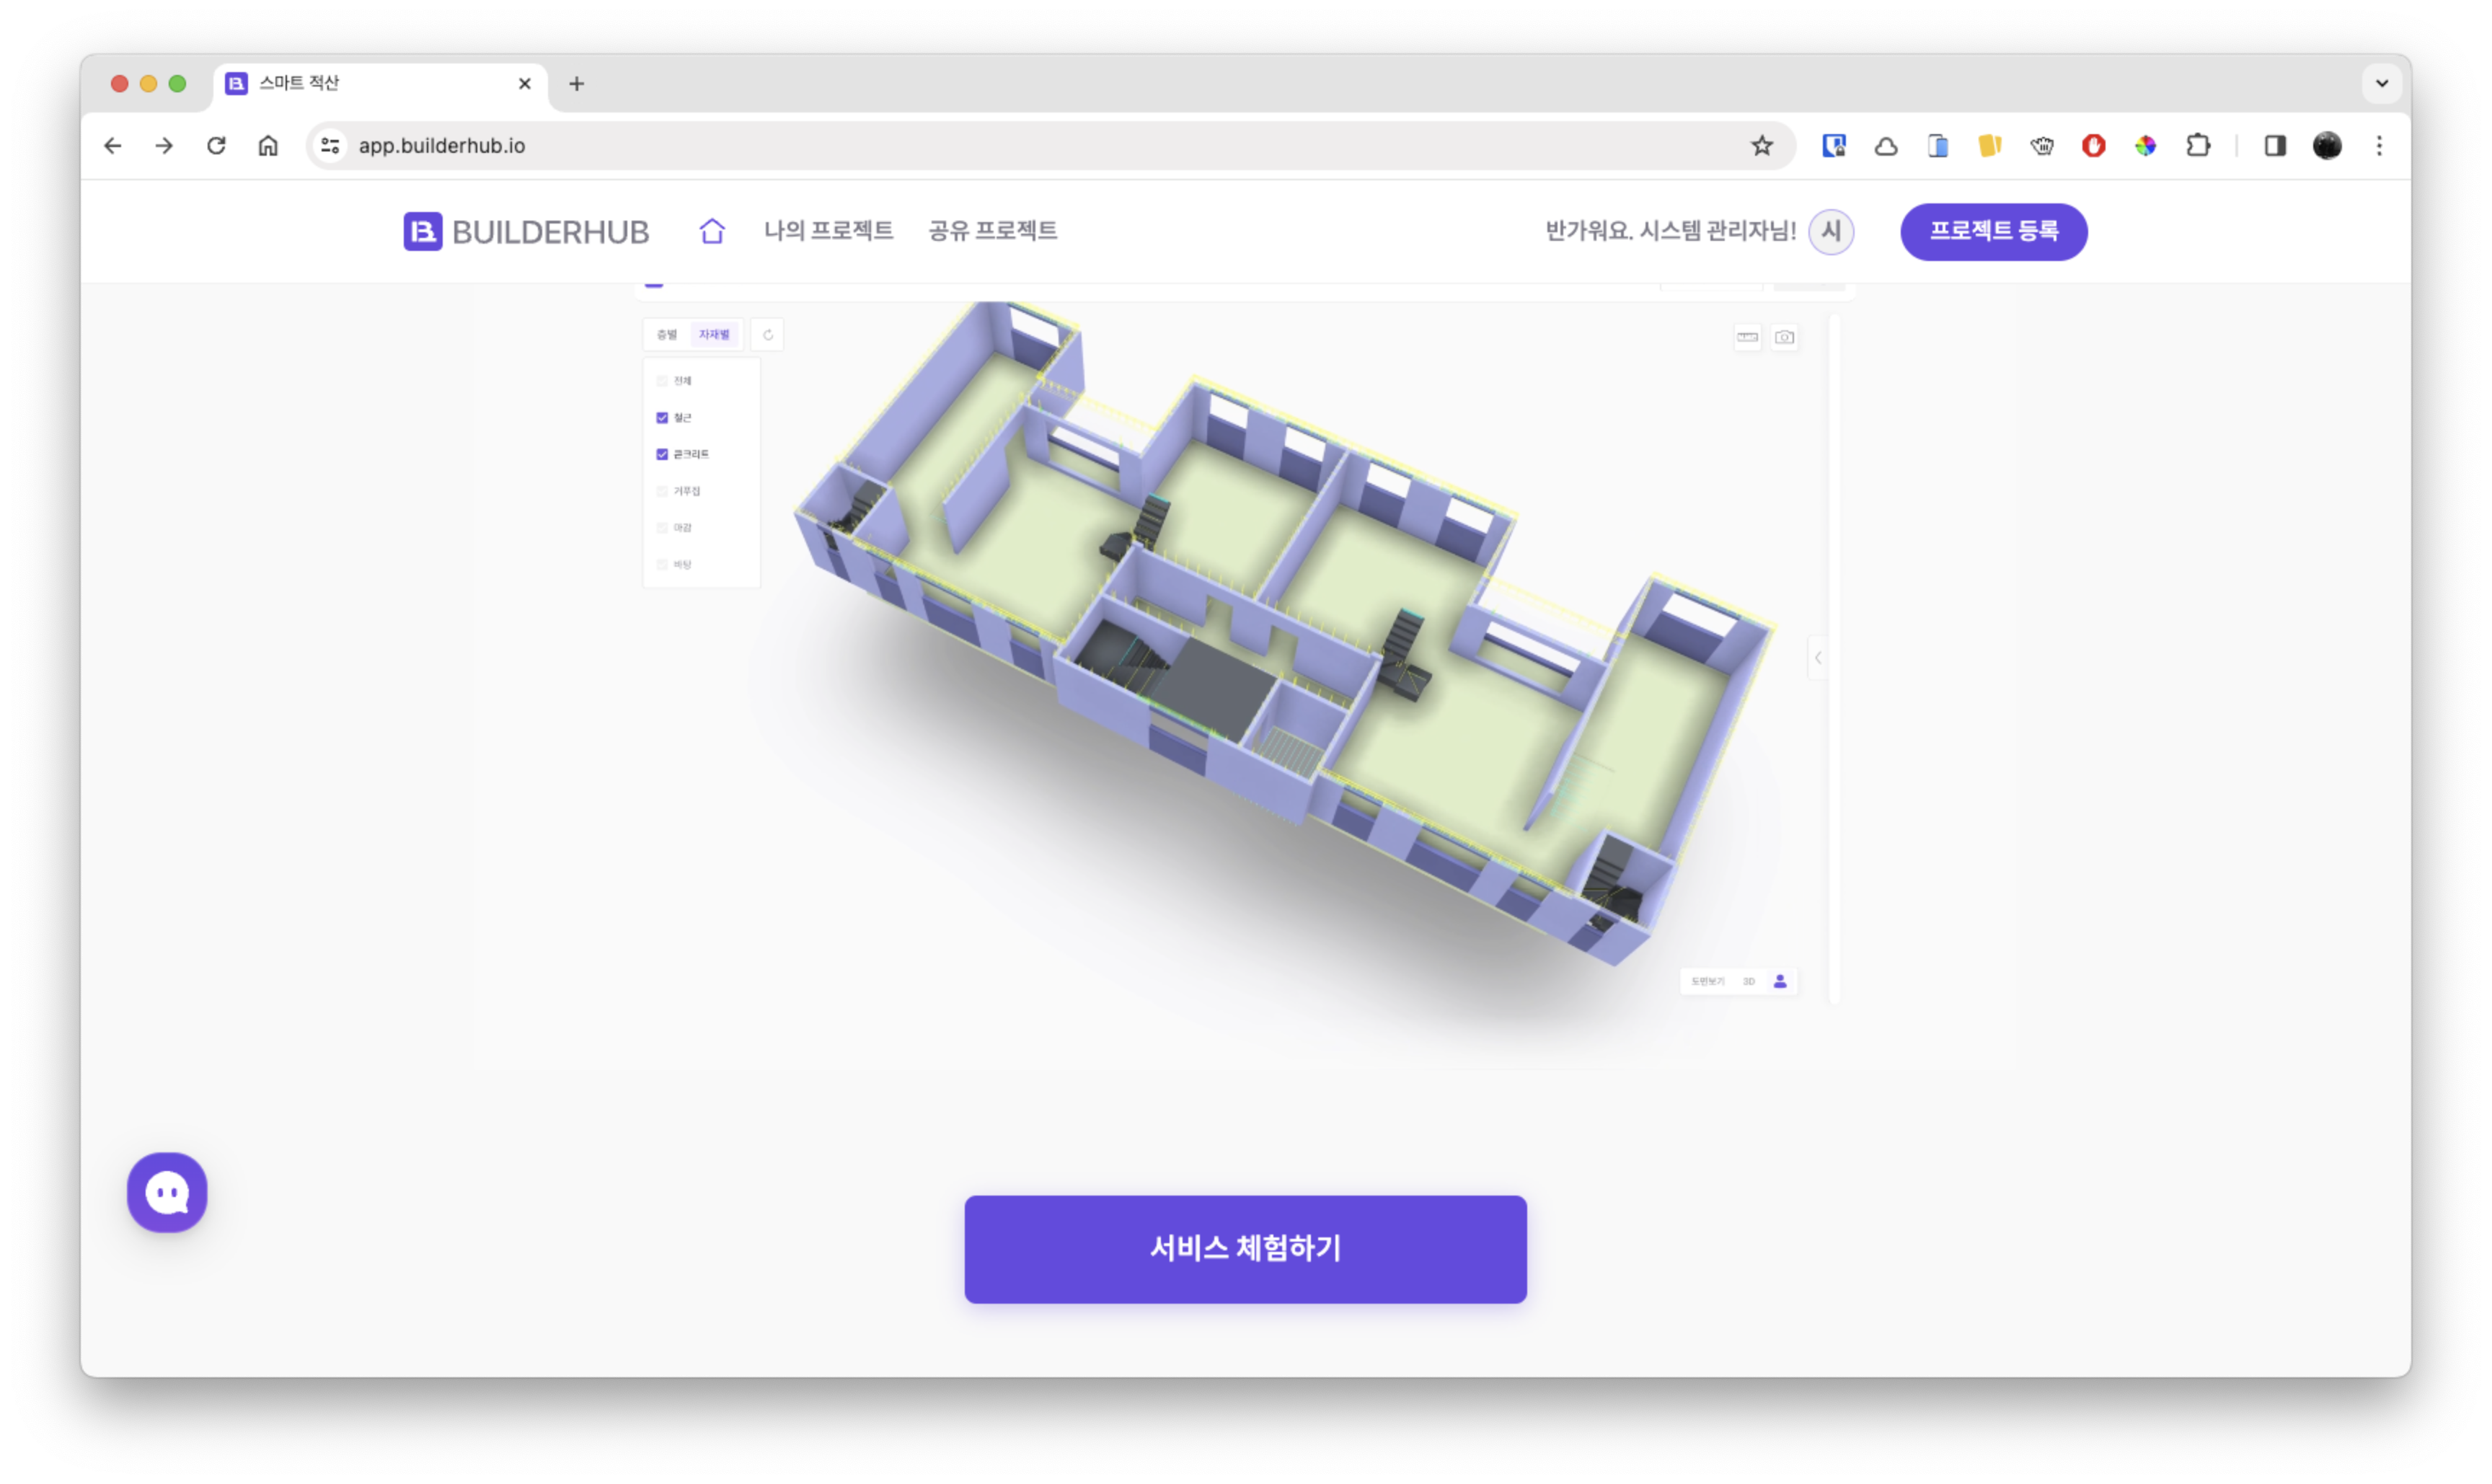 스마트 적산
app.builderhub.io
BUILDERHUB
나의 프로젝트
공유 프로젝트
반가워요. 시스템 관리자님!
시
프로젝트 등록
층별
자재별
전체
철근
콘크리트
거푸집
마감
바탕
도면보기
3D
서비스 체험하기